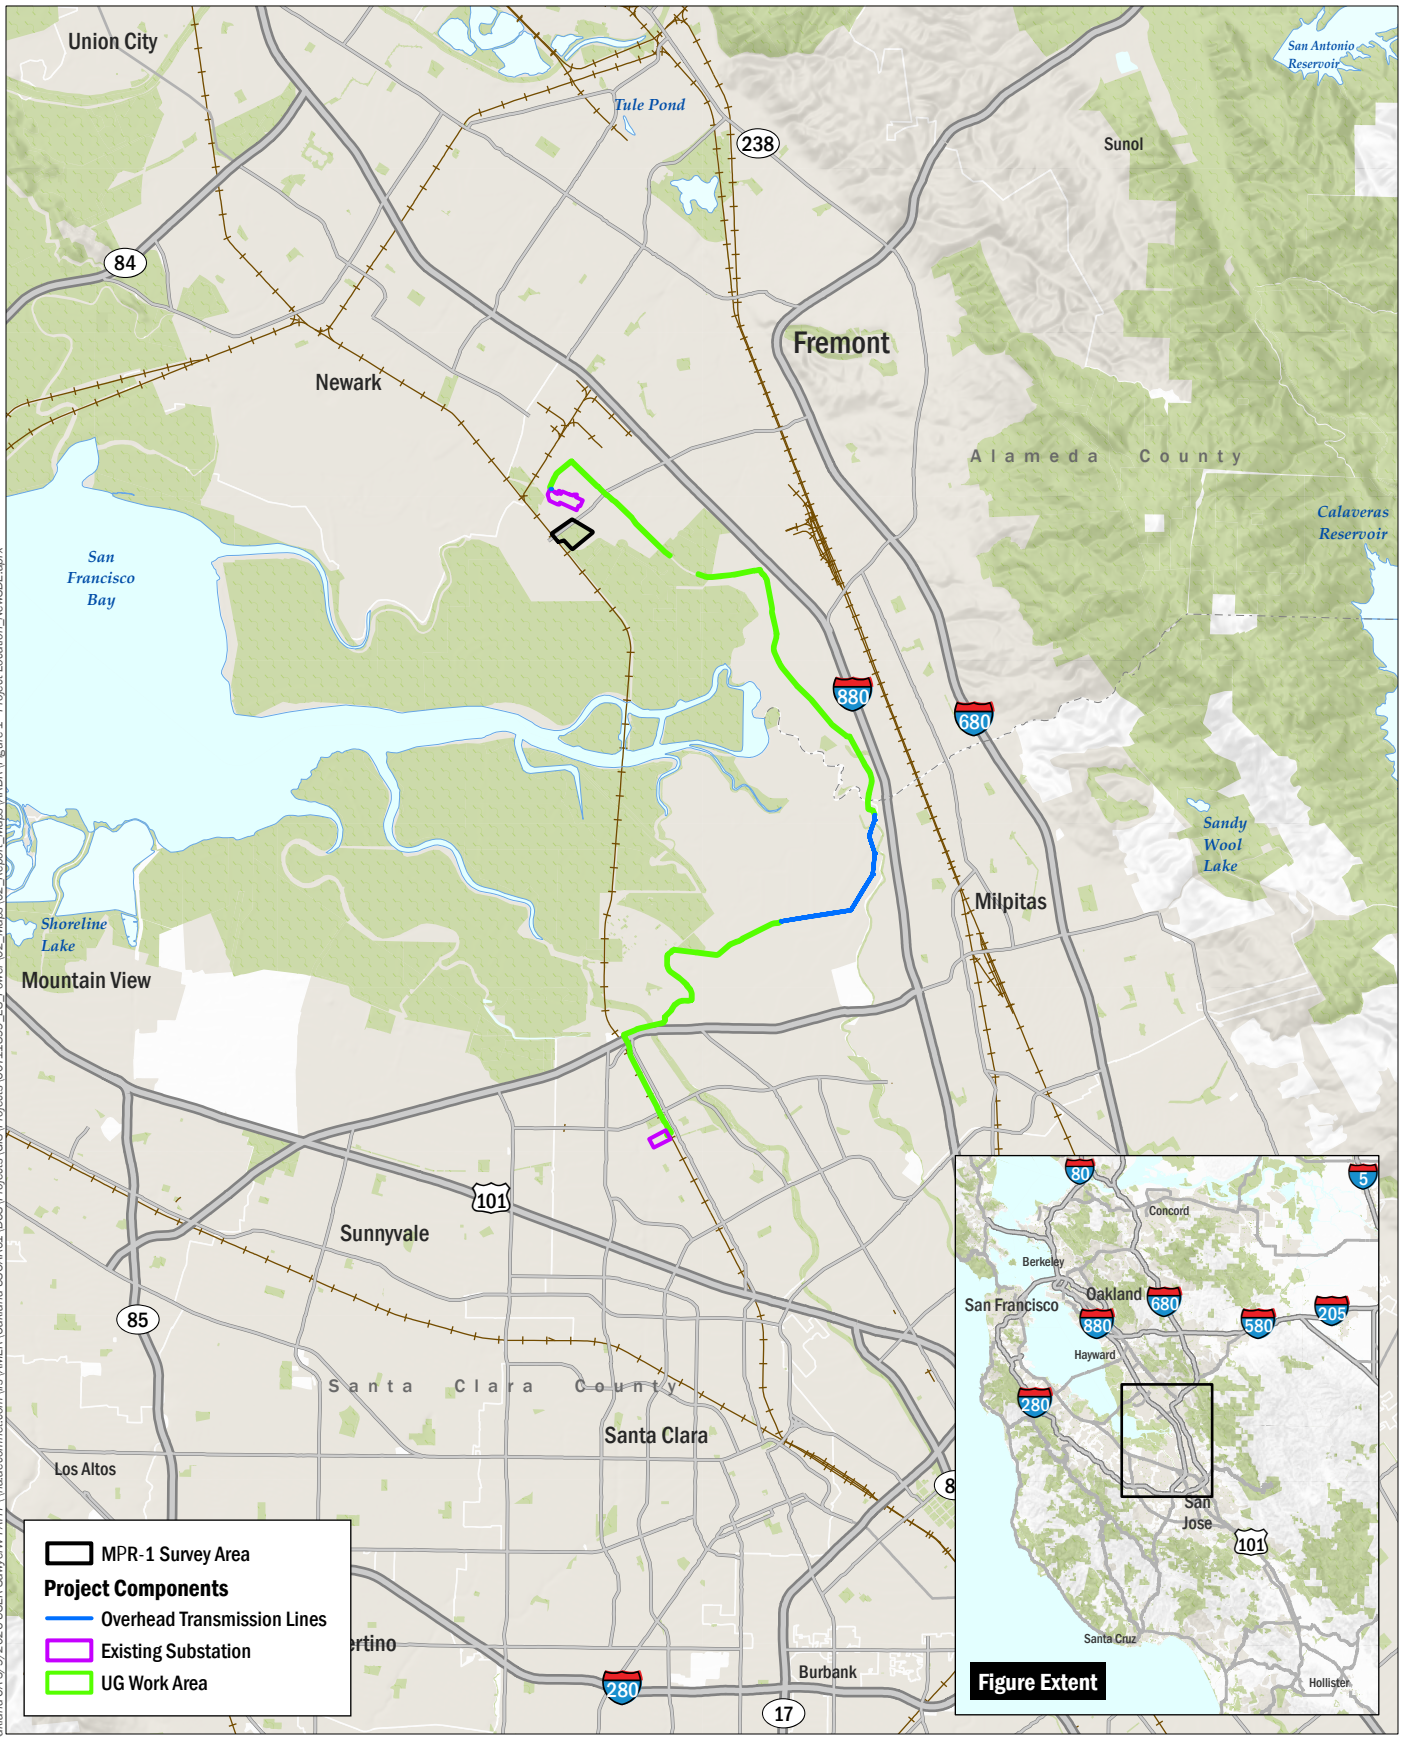 Union City
San Antonio
Reservoir
Tule Pond
238
Sunol
84
Fremont
Newark
Alameda County
Calaveras
Reservoir
San
Francisco
Bay
880
680
Sandy
Wool
Lake
Milpitas
Shoreline
Lake
Mountain View
101
Sunnyvale
85
Santa Clara County
Santa Clara
Los Altos
8
ertino
Burbank
280
17
MPR-1 Survey Area
Project Components
Overhead Transmission Lines
Existing Substation
UG Work Area
80
5
Concord
Berkeley
Oakland
San Francisco
680
205
880
580
Hayward
280
San
Jose
101
Santa Cruz
Hollister
Figure Extent